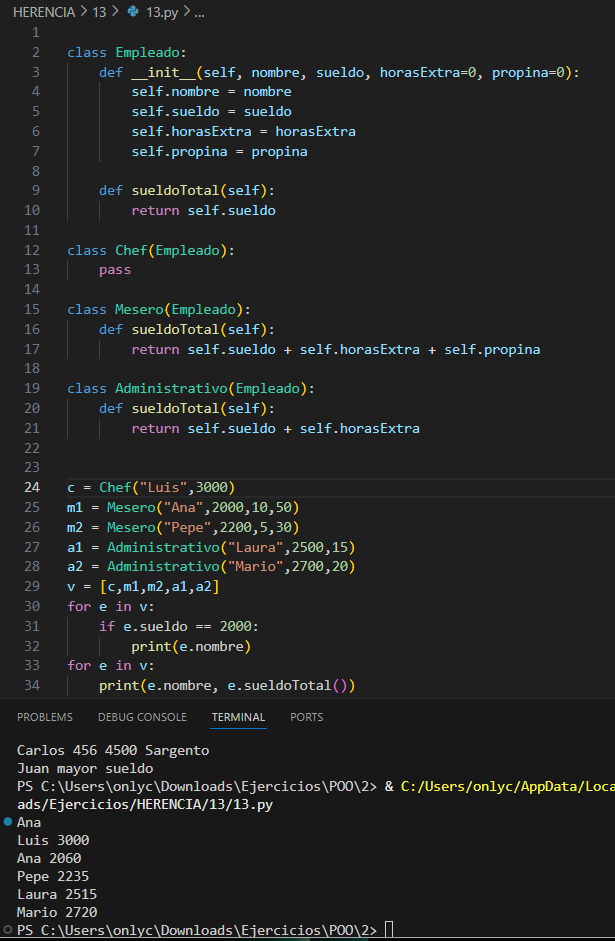 HERENCIA > 13 > 13.py > ...
1
2 class Empleado:
3 def __init__(self, nombre, sueldo, horasExtra=0, propina=0):
4 self.nombre = nombre
5 self.sueldo = sueldo
6 self.horasExtra = horasExtra
7 self.propina = propina
8
9 def sueldoTotal(self):
10 return self.sueldo
11
12 class Chef(Empleado):
13 pass
14
15 class Mesero(Empleado):
16 def sueldoTotal(self):
17 return self.sueldo + self.horasExtra + self.propina
18
19 class Administrativo(Empleado):
20 def sueldoTotal(self):
21 return self.sueldo + self.horasExtra
22
23
24 c = Chef("Luis",3000)
25 m1 = Mesero("Ana",2000,10,50)
26 m2 = Mesero("Pepe",2200,5,30)
27 a1 = Administrativo("Laura",2500,15)
28 a2 = Administrativo("Mario",2700,20)
29 v = [c,m1,m2,a1,a2]
30 for e in v:
31 if e.sueldo == 2000:
32 print(e.nombre)
33 for e in v:
34 print(e.nombre, e.sueldoTotal())
PROBLEMS DEBUG CONSOLE TERMINAL PORTS
Carlos 456 4500 Sargento
Juan mayor sueldo
PS C:\Users\onlyc\Downloads\Ejercicios\POO\2> & C:/Users/onlyc/AppData/Loca
ads/Ejercicios/HERENCIA/13/13.py
Ana
Luis 3000
Ana 2060
Pepe 2235
Laura 2515
Mario 2720
PS C:\Users\onlyc\Downloads\Ejercicios\POO\2>